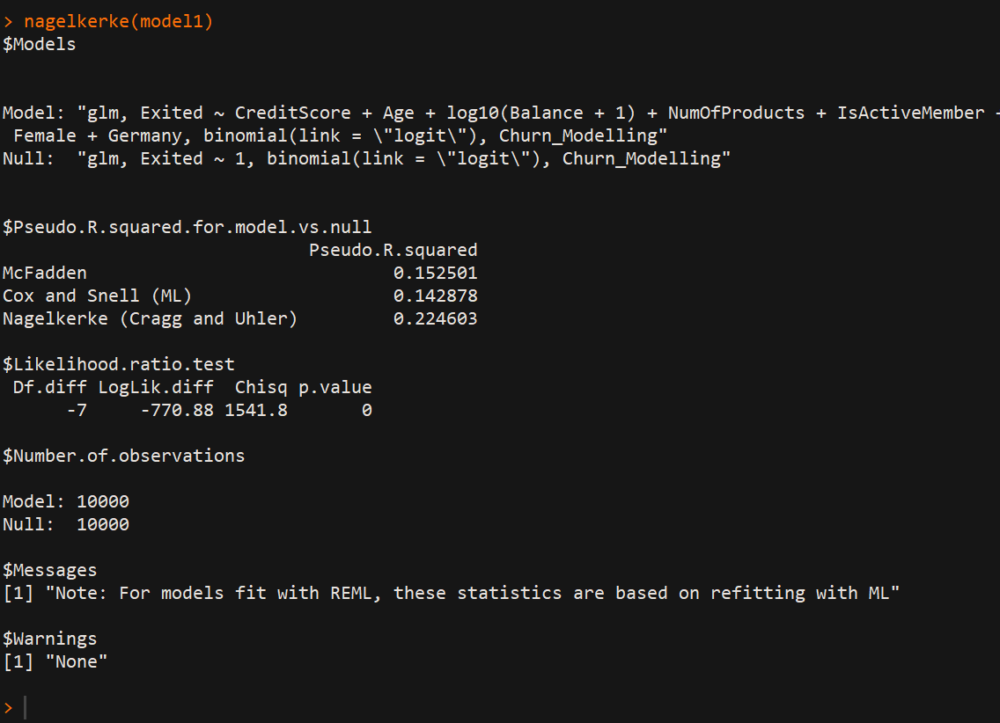 > nagelkerke(model1)
$Models


Model: "glm, Exited ~ CreditScore + Age + log10(Balance + 1) + NumOfProducts + IsActiveMember +
 Female + Germany, binomial(link = \"logit\"), Churn_Modelling"
Null:  "glm, Exited ~ 1, binomial(link = \"logit\"), Churn_Modelling"


$Pseudo.R.squared.for.model.vs.null
                             Pseudo.R.squared
McFadden                             0.152501
Cox and Snell (ML)                   0.142878
Nagelkerke (Cragg and Uhler)         0.224603

$Likelihood.ratio.test
 Df.diff LogLik.diff  Chisq p.value
      -7     -770.88 1541.8       0

$Number.of.observations

Model: 10000
Null:  10000

$Messages
[1] "Note: For models fit with REML, these statistics are based on refitting with ML"

$Warnings
[1] "None"

>